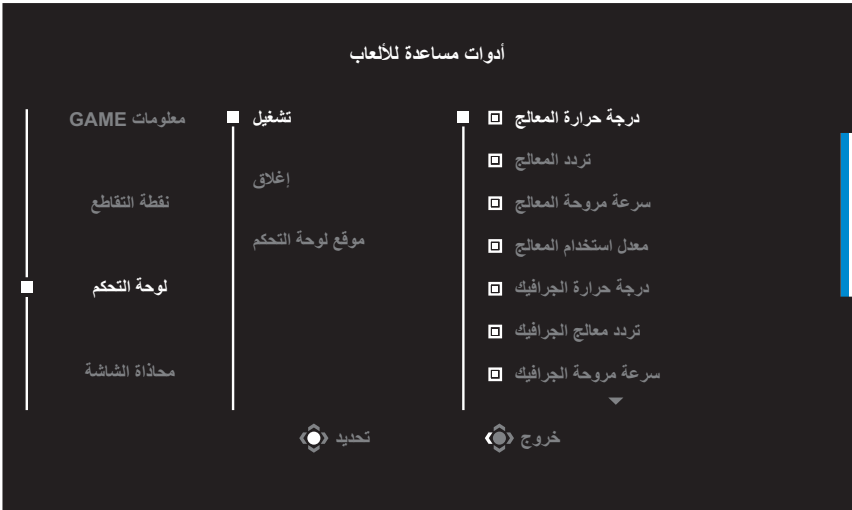 أدوات مساعدة للألعاب
معلومات GAME
نقطة التقاطع
لوحة التحكم
محاذاة الشاشة
تشغيل
إغلاق
موقع لوحة التحكم
درجة حرارة المعالج
تردد المعالج
سرعة مروحة المعالج
معدل استخدام المعالج
درجة حرارة الجرافيك
تردد معالج الجرافيك
سرعة مروحة الجرافيك
تحديد
خروج